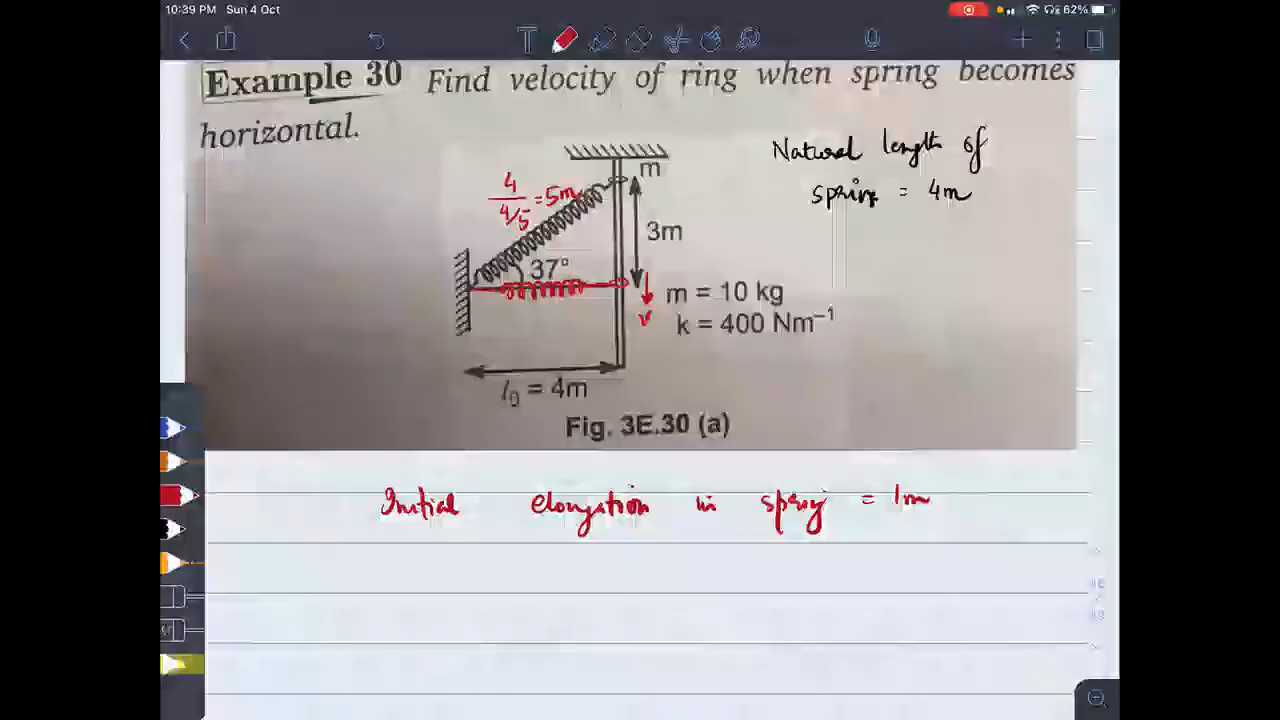 10:39 PM Sun 4 Oct
62%
Example 30 Find velocity of ring when spring becomes
horizontal.
Natural length of
spring = 4m
m
4
4/5
= 5m
3m
37°
m = 10 kg
v
k = 400 Nm⁻¹
l₀ = 4m
Fig. 3E.30 (a)
Initial elongation in spring = 1m